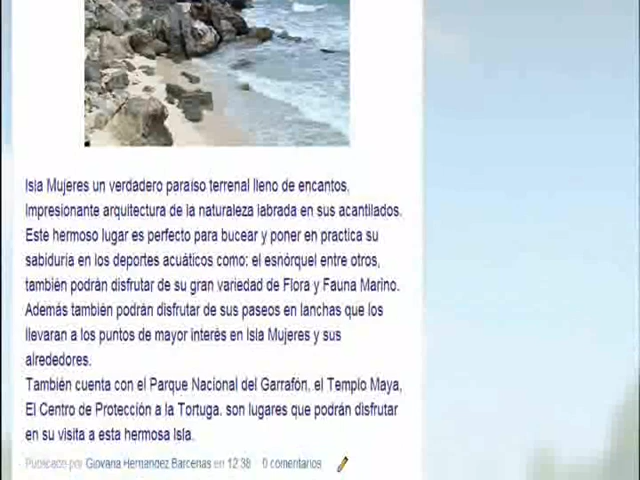 Isla Mujeres un verdadero paraíso terrenal lleno de encantos.
Impresionante arquitectura de la naturaleza labrada en sus acantilados.
Este hermoso lugar es perfecto para bucear y poner en practica su
sabiduría en los deportes acuáticos como: el esnórquel entre otros,
también podrán disfrutar de su gran variedad de Flora y Fauna Marino.
Además también podrán disfrutar de sus paseos en lanchas que los
llevaran a los puntos de mayor interés en Isla Mujeres y sus
alrededores.
También cuenta con el Parque Nacional del Garrafón, el Templo Maya,
El Centro de Protección a la Tortuga. son lugares que podrán disfrutar
en su visita a esta hermosa Isla.
Publicado por Giovana Hernandez Barcenas en 12:38 0 comentarios